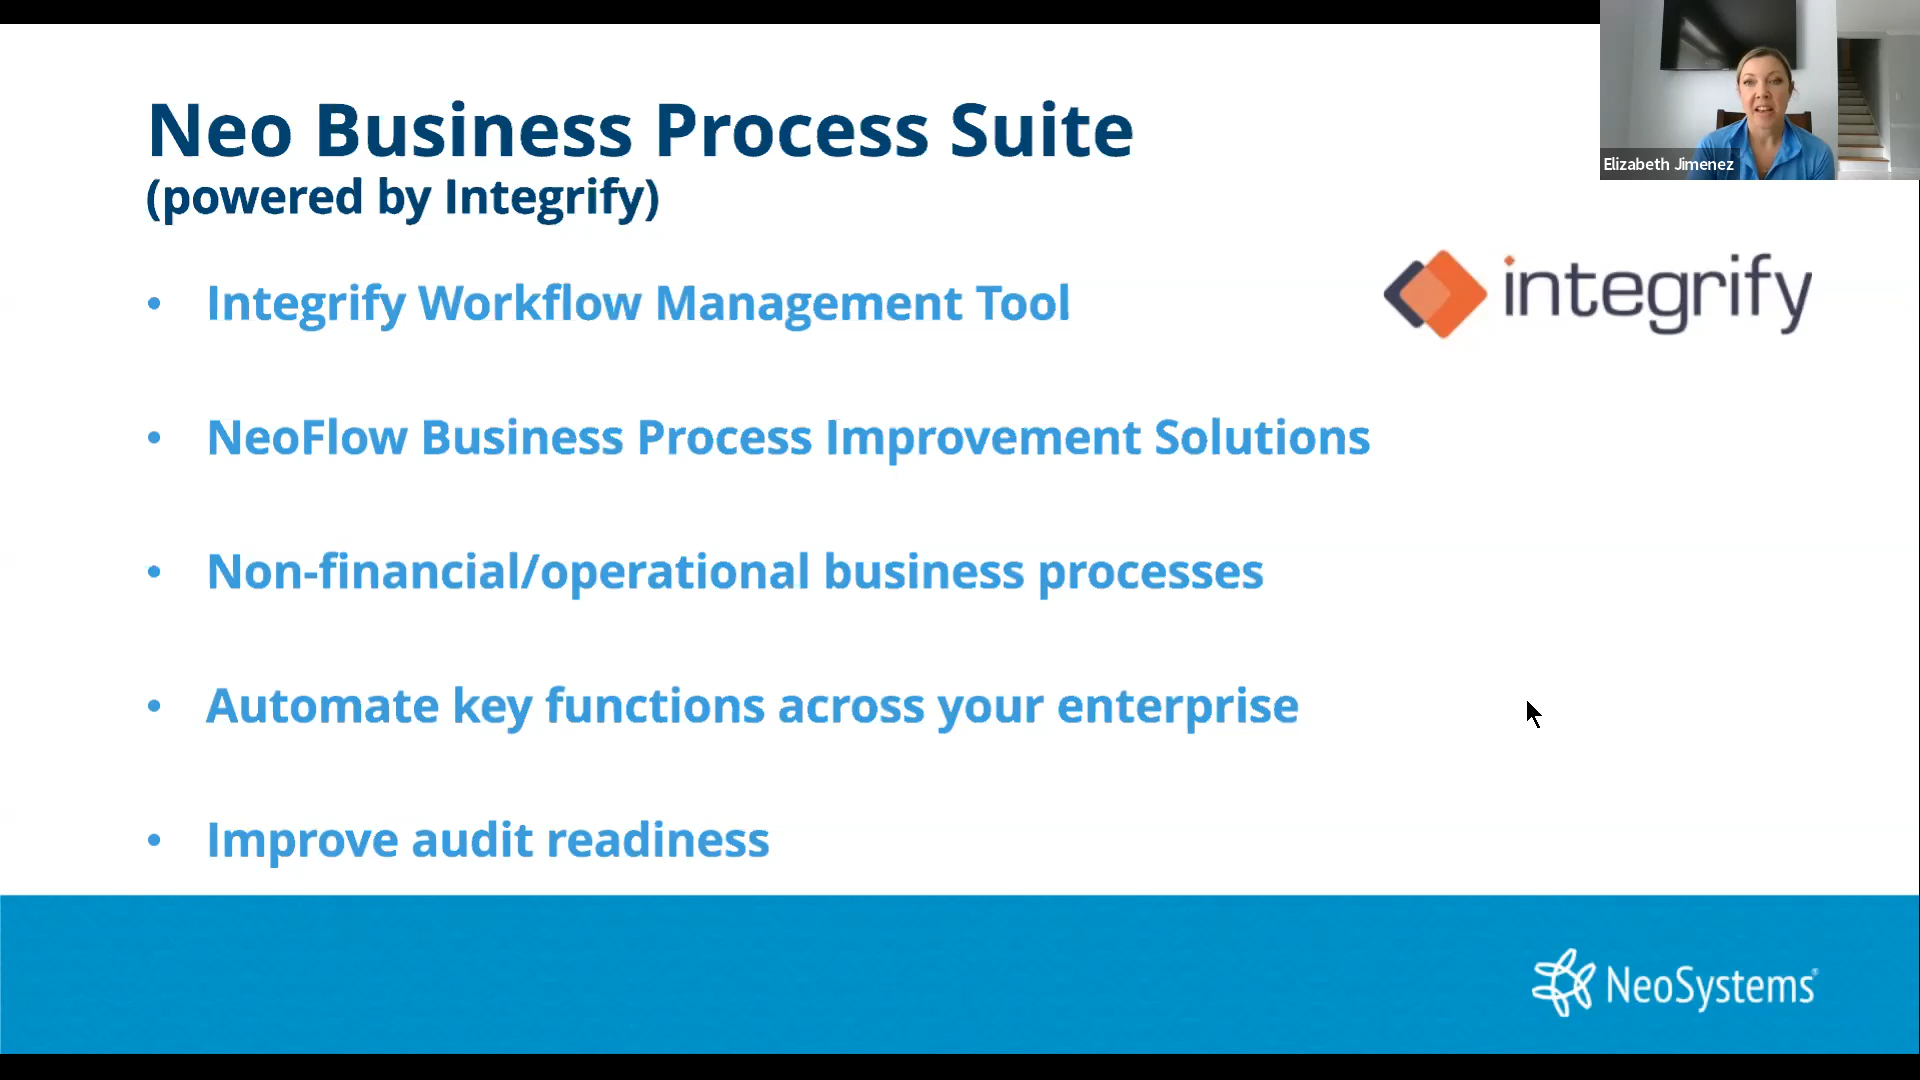 Neo Business Process Suite
(powered by Integrify)
Elizabeth Jimenez
integrify
• Integrify Workflow Management Tool
• NeoFlow Business Process Improvement Solutions
• Non-financial/operational business processes
• Automate key functions across your enterprise
• Improve audit readiness
NeoSystems®